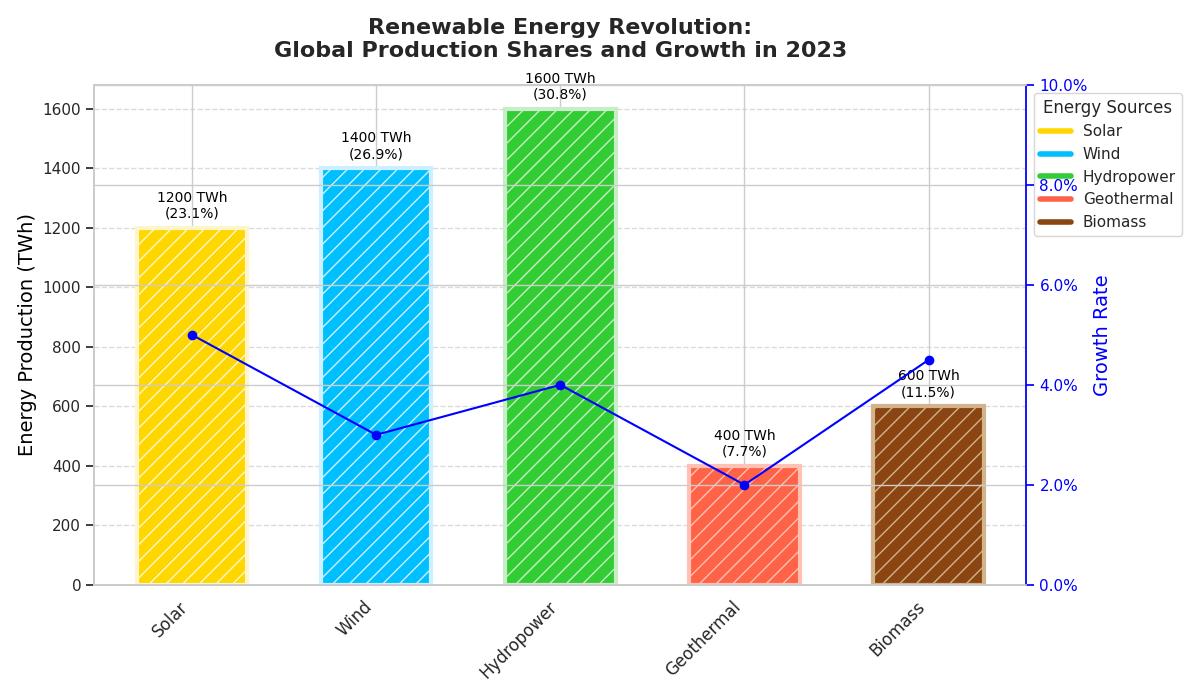 Renewable Energy Revolution:
Global Production Shares and Growth in 2023
Energy Production (TWh)
1600
1400
1200
1000
800
600
400
200
0
1200 TWh
(23.1%)
1400 TWh
(26.9%)
1600 TWh
(30.8%)
400 TWh
(7.7%)
600 TWh
(11.5%)
Solar
Wind
Hydropower
Geothermal
Biomass
10.0%
8.0%
6.0%
4.0%
2.0%
0.0%
Growth Rate
Energy Sources
Solar
Wind
Hydropower
Geothermal
Biomass